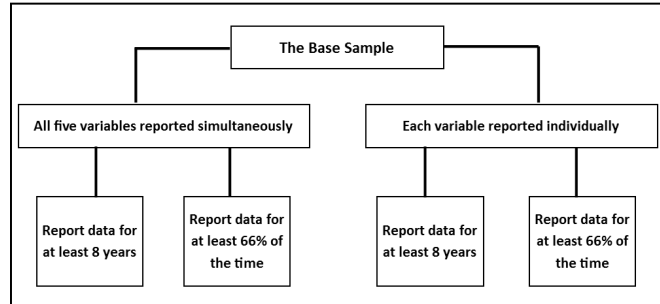 The Base Sample
All five variables reported simultaneously
Each variable reported individually
Report data for
at least 8 years
Report data for
at least 66% of
the time
Report data for
at least 8 years
Report data for
at least 66% of
the time